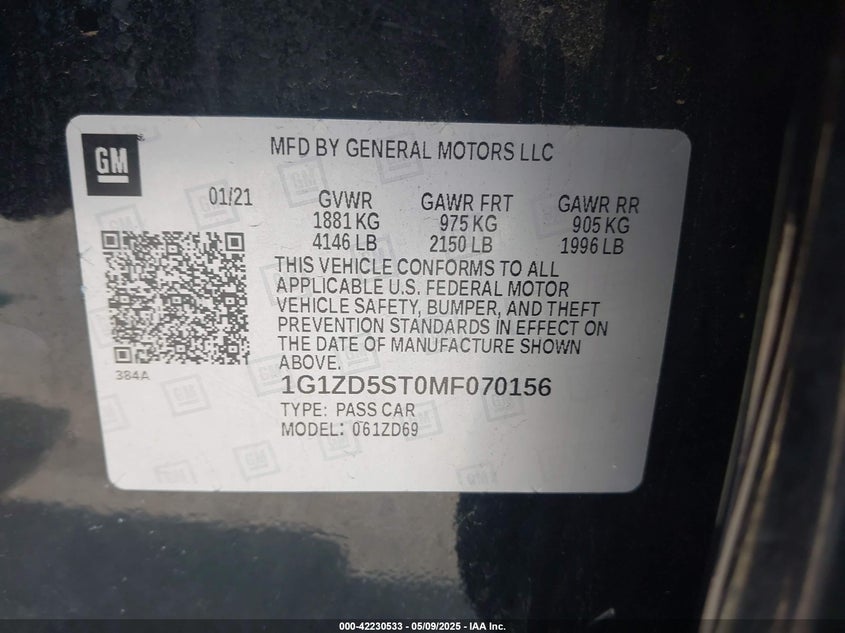 GM
MFD BY GENERAL MOTORS LLC
01/21
GVWR GAWR FRT GAWR RR
1881 KG 975 KG 905 KG
4146 LB 2150 LB 1996 LB
THIS VEHICLE CONFORMS TO ALL
APPLICABLE U.S. FEDERAL MOTOR
VEHICLE SAFETY, BUMPER, AND THEFT
PREVENTION STANDARDS IN EFFECT ON
THE DATE OF MANUFACTURE SHOWN
ABOVE.
384A
1G1ZD5ST0MF070156
TYPE: PASS CAR
MODEL: 061ZD69
000-42230533 - 05/09/2025 - IAA Inc.